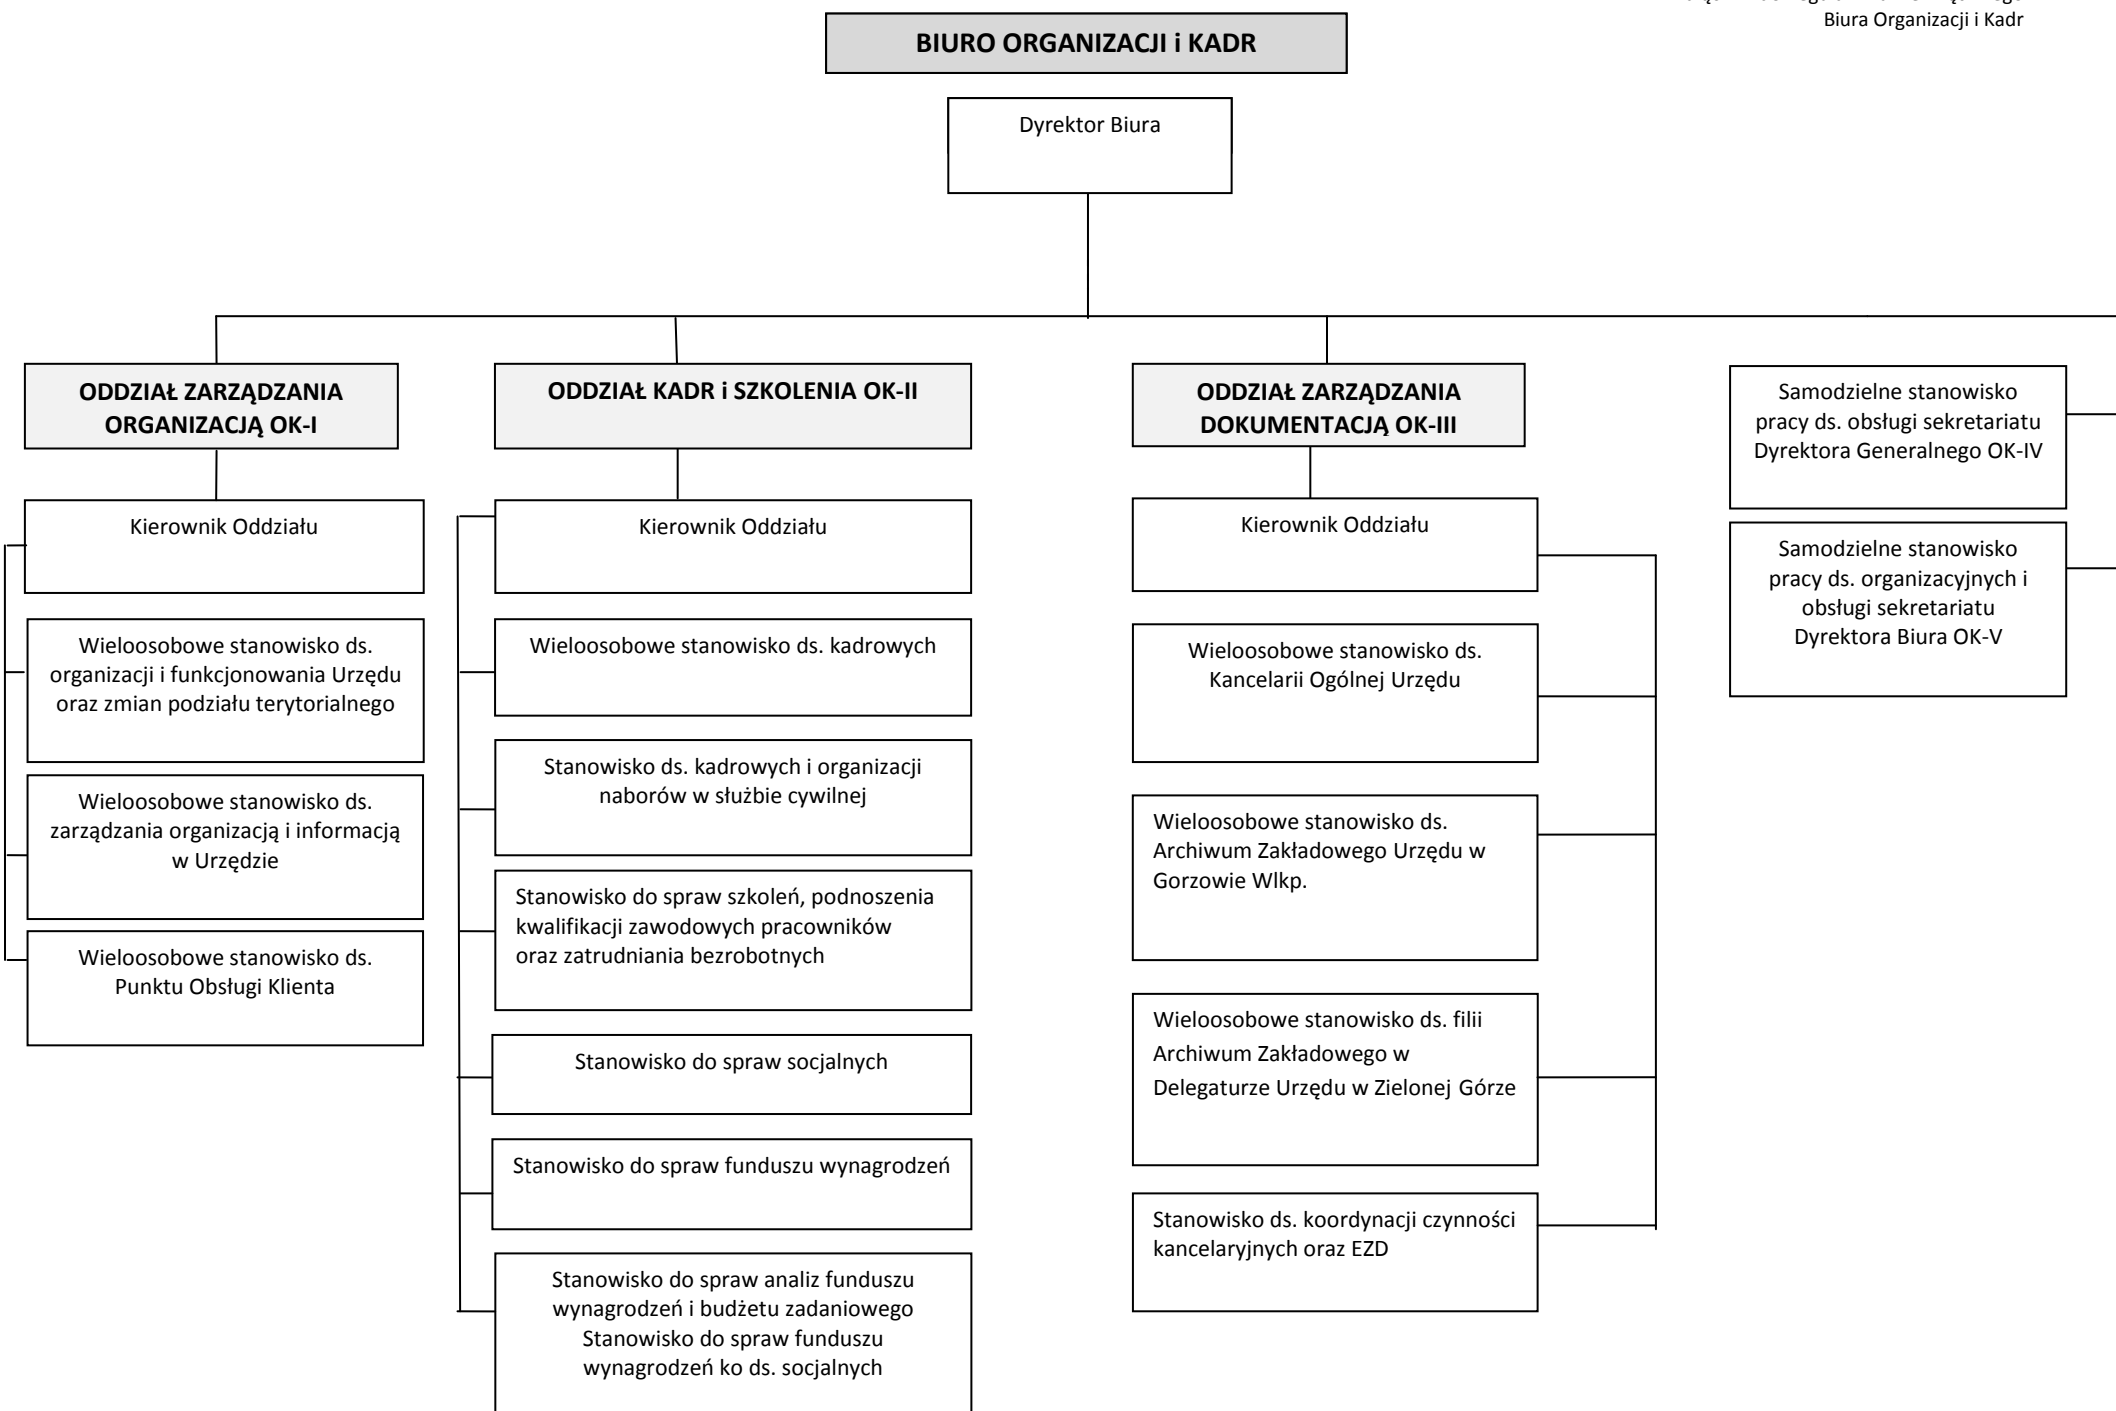 Biura Organizacji i Kadr
BIURO ORGANIZACJI i KADR
Dyrektor Biura
ODDZIAŁ ZARZĄDZANIA
ORGANIZACJĄ OK-I
Kierownik Oddziału
Wieloosobowe stanowisko ds.
organizacji i funkcjonowania Urzędu
oraz zmian podziału terytorialnego
Wieloosobowe stanowisko ds.
zarządzania organizacją i informacją
w Urzędzie
Wieloosobowe stanowisko ds.
Punktu Obsługi Klienta
ODDZIAŁ KADR i SZKOLENIA OK-II
Kierownik Oddziału
Wieloosobowe stanowisko ds. kadrowych
Stanowisko ds. kadrowych i organizacji
naborów w służbie cywilnej
Stanowisko do spraw szkoleń, podnoszenia
kwalifikacji zawodowych pracowników
oraz zatrudniania bezrobotnych
Stanowisko do spraw socjalnych
Stanowisko do spraw funduszu wynagrodzeń
Stanowisko do spraw analiz funduszu
wynagrodzeń i budżetu zadaniowego
Stanowisko do spraw funduszu
wynagrodzeń ko ds. socjalnych
ODDZIAŁ ZARZĄDZANIA
DOKUMENTACJĄ OK-III
Kierownik Oddziału
Wieloosobowe stanowisko ds.
Kancelarii Ogólnej Urzędu
Wieloosobowe stanowisko ds.
Archiwum Zakładowego Urzędu w
Gorzowie Wlkp.
Wieloosobowe stanowisko ds. filii
Archiwum Zakładowego w
Delegaturze Urzędu w Zielonej Górze
Stanowisko ds. koordynacji czynności
kancelaryjnych oraz EZD
Samodzielne stanowisko
pracy ds. obsługi sekretariatu
Dyrektora Generalnego OK-IV
Samodzielne stanowisko
pracy ds. organizacyjnych i
obsługi sekretariatu
Dyrektora Biura OK-V